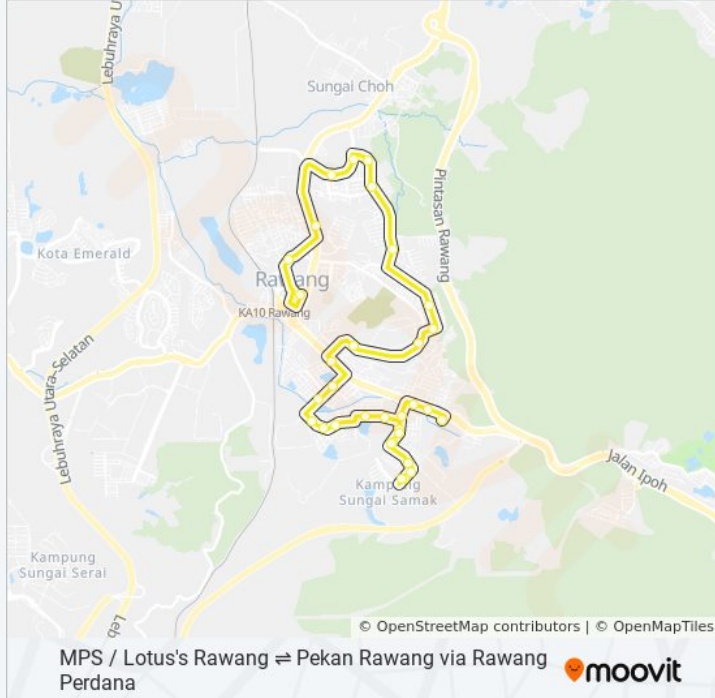 Lebuhraya U
Sungai Choh
Pintasan Rawang
Kota Emerald
Rawang
KA10 Rawang
Lebuhraya Utara-Selatan
Jalan Ipoh
Kampung
Sungai Samak
Kampung
Sungai Serai
Leb
© OpenStreetMap contributors | © OpenMapTiles
MPS / Lotus's Rawang ⇌ Pekan Rawang via Rawang
Perdana
moovit